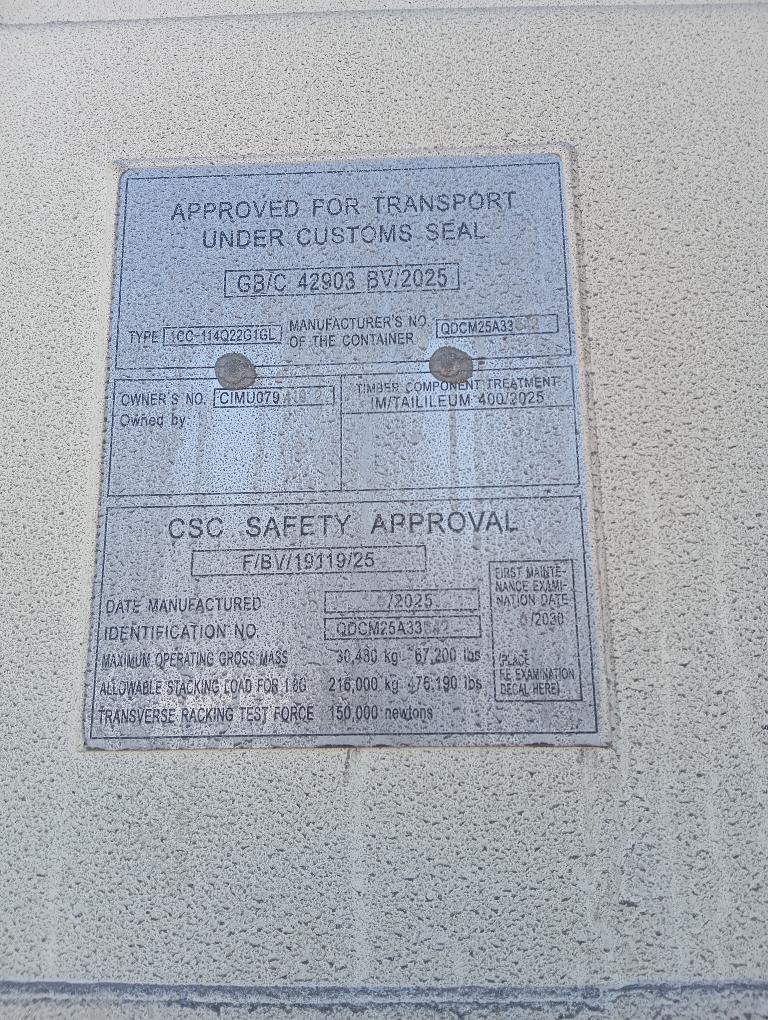 APPROVED FOR TRANSPORT
UNDER CUSTOMS SEAL
GB/C 42903 BV/2025
TYPE 1CC-114Q22G1GL MANUFACTURER'S NO. OF THE CONTAINER QDCM25A33
OWNER'S NO. CIMU079
Owned by
TIMBER COMPONENT TREATMENT
IM/TAILILEUM 400/2025
CSC SAFETY APPROVAL
F/BV/19119/25
DATE MANUFACTURED /2025
IDENTIFICATION NO. QDCM25A33
MAXIMUM OPERATING GROSS MASS 30,480 kg 67,200 lbs
ALLOWABLE STACKING LOAD FOR 1.8G 216,000 kg 476,190 lbs
TRANSVERSE RACKING TEST FORCE 150,000 newtons
FIRST MAINTE-
NANCE EXAMI-
NATION DATE
/2030
(PLACE
RE EXAMINATION
DECAL HERE)